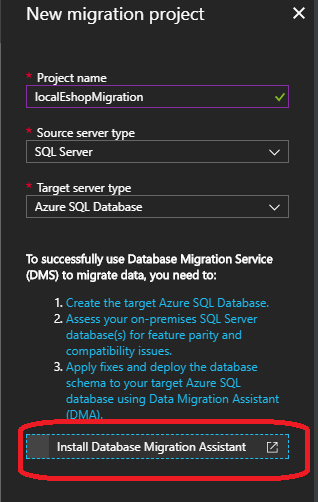 New migration project
* Project name
localEshopMigration
* Source server type
SQL Server
* Target server type
Azure SQL Database
To successfully use Database Migration Service
(DMS) to migrate data, you need to:
1. Create the target Azure SQL Database.
2. Assess your on-premises SQL Server
database(s) for feature parity and
compatibility issues.
3. Apply fixes and deploy the database
schema to your target Azure SQL
database using Data Migration Assistant
(DMA).
Install Database Migration Assistant